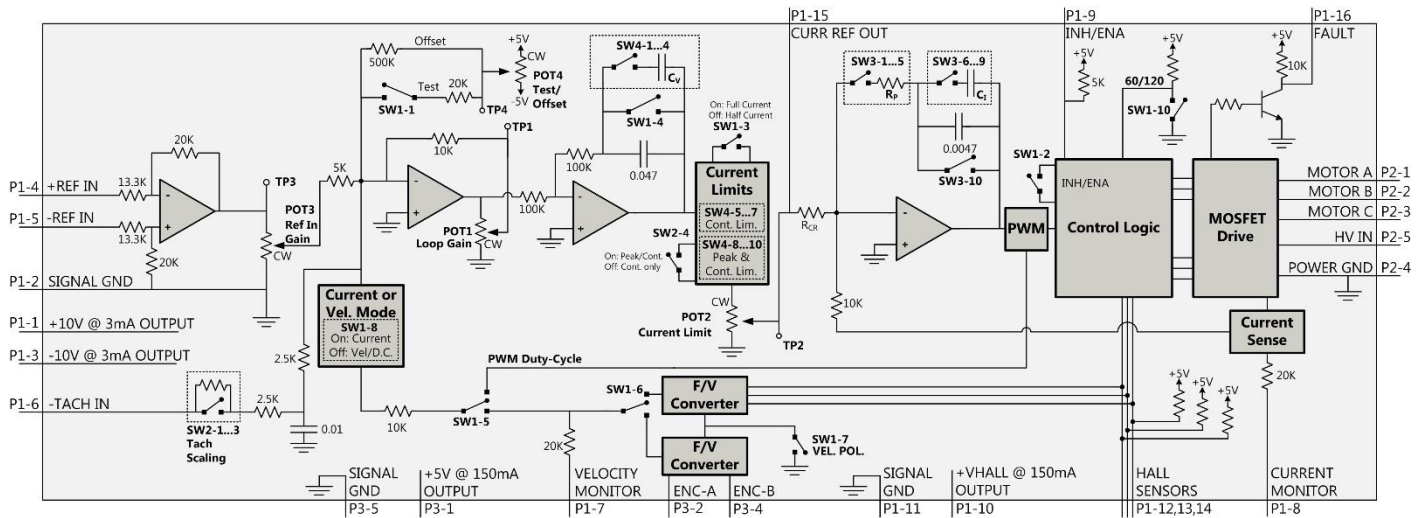 P1-15
CURR REF OUT
P1-9
INH/ENA
P1-16
FAULT
Offset
500K
+5V
CW
-5V
POT4
Test/
Offset
Test
20K
SW1-1
TP4
SW4-1...4
CV
SW1-4
0.047
100K
On: Full Current
Off: Half Current
SW1-3
SW3-1...5
RP
SW3-6...9
CI
0.0047
SW3-10
+5V
5K
+5V
60/120
SW1-10
+5V
10K
20K
P1-4 +REF IN
13.3K
-
+
P1-5 -REF IN
13.3K
20K
TP3
POT3
Ref In
Gain
CW
5K
10K
TP1
-
+
POT1
Loop Gain
CW
100K
-
+
Current
Limits
SW4-5...7
Cont. Lim.
SW4-8...10
Peak &
Cont. Lim.
SW2-4
On: Peak/Cont.
Off: Cont. only
CW
POT2
Current Limit
TP2
RCR
-
+
10K
SW1-2
PWM
INH/ENA
Control Logic
MOSFET
Drive
MOTOR A P2-1
MOTOR B P2-2
MOTOR C P2-3
HV IN P2-5
POWER GND P2-4
P1-2 SIGNAL GND
P1-1 +10V @ 3mA OUTPUT
P1-3 -10V @ 3mA OUTPUT
P1-6 -TACH IN
SW2-1...3
Tach
Scaling
2.5K
2.5K
0.01
Current or
Vel. Mode
SW1-8
On: Current
Off: Vel/D.C.
10K
PWM Duty-Cycle
SW1-5
20K
SW1-6
F/V
Converter
F/V
Converter
SW1-7
VEL. POL.
Current
Sense
20K
+5V
+5V
+5V
SIGNAL
GND
P3-5
+5V @ 150mA
OUTPUT
P3-1
VELOCITY
MONITOR
P1-7
ENC-A
P3-2
ENC-B
P3-4
SIGNAL
GND
P1-11
+VHALL @ 150mA
OUTPUT
P1-10
HALL
SENSORS
P1-12,13,14
CURRENT
MONITOR
P1-8